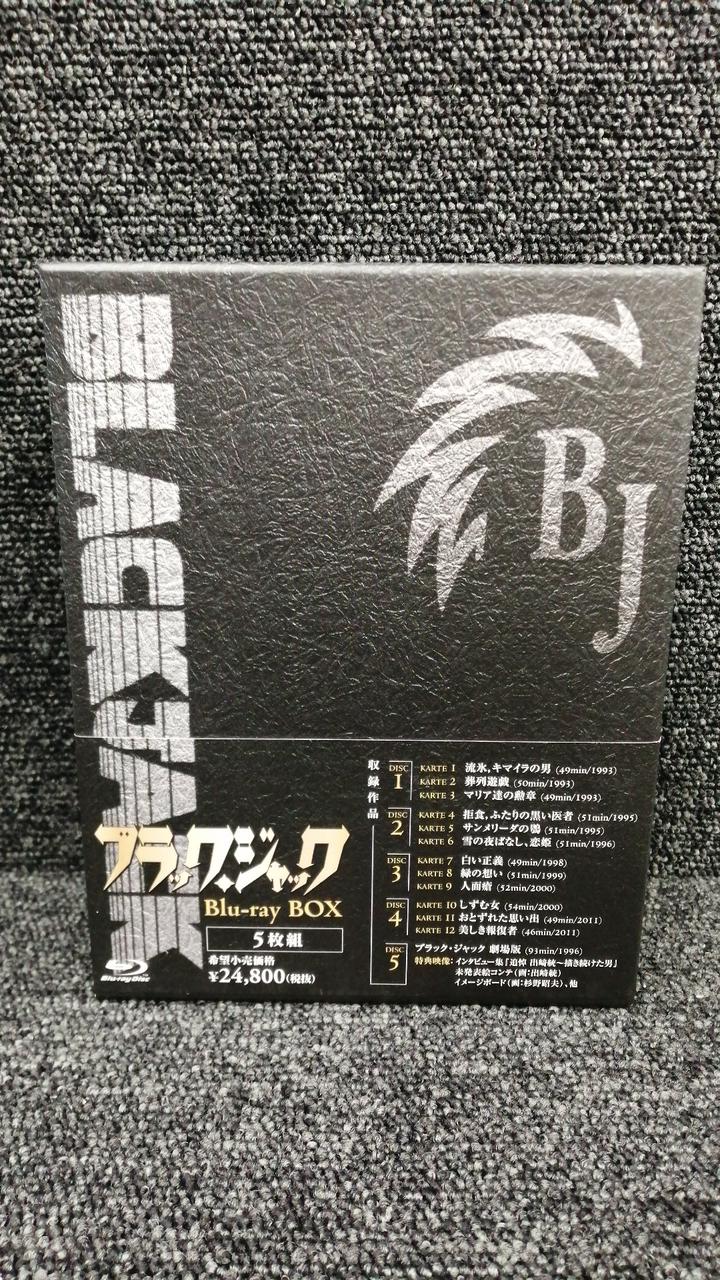 BLACK JACK
BJ
ブラック・ジャック
Blu-ray BOX
5枚組
希望小売価格
¥24,800(税抜)
Blu-ray Disc
収録作品
DISC 1
KARTE 1 流氷，キマイラの男 (49min/1993)
KARTE 2 葬列遊戯 (50min/1993)
KARTE 3 マリア達の勲章 (49min/1993)
DISC 2
KARTE 4 拒食，ふたりの黒い医者 (51min/1995)
KARTE 5 サンメリーダの鴞 (51min/1995)
KARTE 6 雪の夜ばなし，恋姫 (51min/1996)
DISC 3
KARTE 7 白い正義 (49min/1998)
KARTE 8 緑の想い (51min/1999)
KARTE 9 人面瘡 (52min/2000)
DISC 4
KARTE 10 しずむ女 (54min/2000)
KARTE 11 おとずれた思い出 (49min/2011)
KARTE 12 美しき報復者 (46min/2011)
DISC 5
ブラック・ジャック 劇場版 (93min/1996)
特典映像：インタビュー集「追悼 出﨑統─描き続けた男」
未発表絵コンテ（画：出﨑統）
イメージボード（画：杉野昭夫）、他